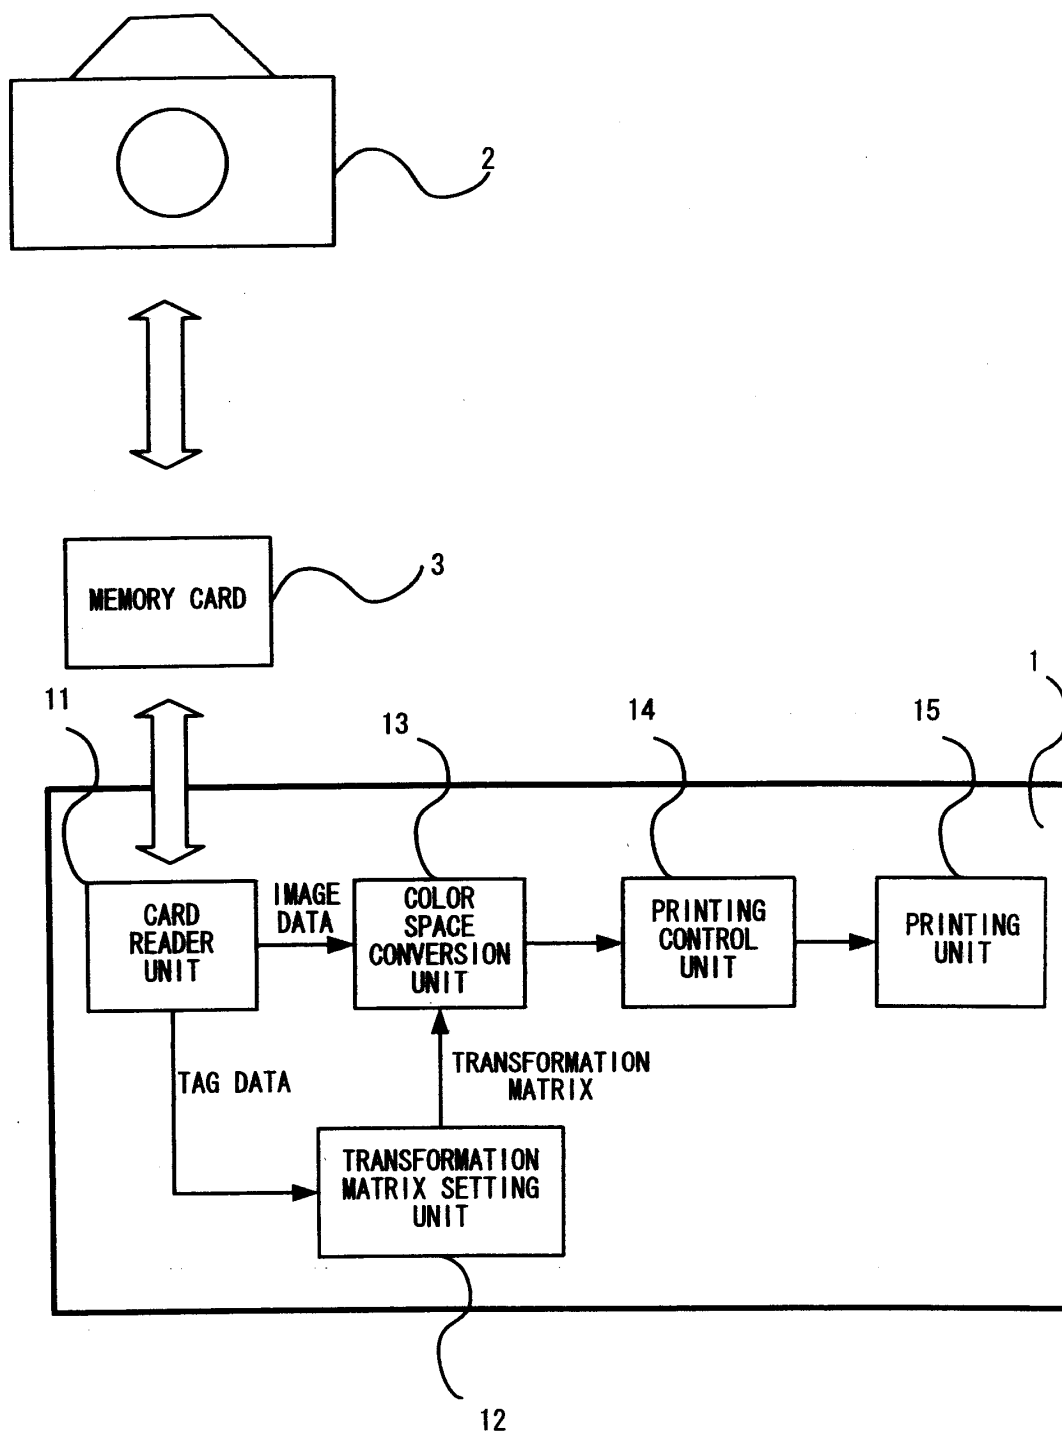 2
MEMORY CARD
3
11
13
14
15
1
CARD
READER
UNIT
IMAGE
DATA
COLOR
SPACE
CONVERSION
UNIT
PRINTING
CONTROL
UNIT
PRINTING
UNIT
TAG DATA
TRANSFORMATION
MATRIX
TRANSFORMATION
MATRIX SETTING
UNIT
12